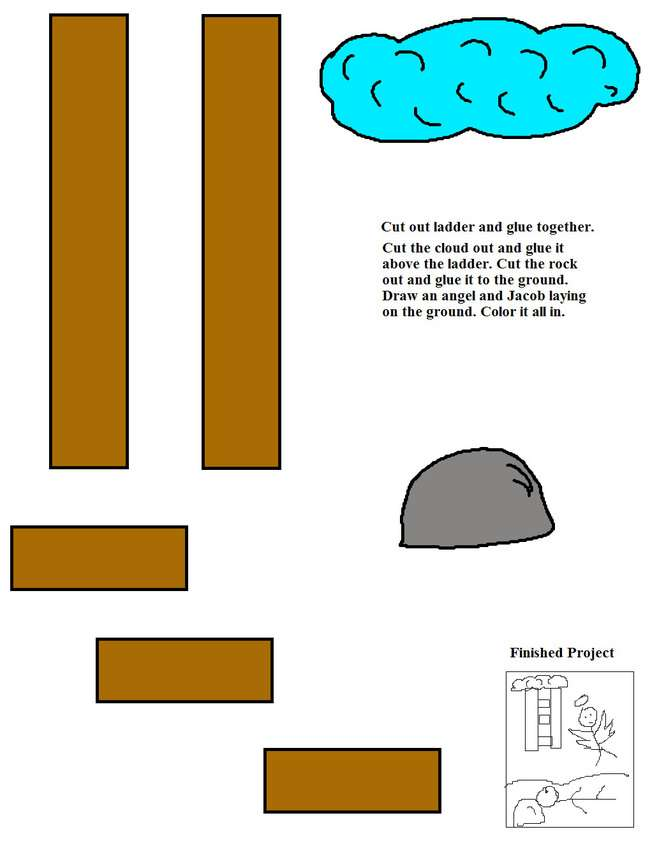 Cut out ladder and glue together.
Cut the cloud out and glue it
above the ladder. Cut the rock
out and glue it to the ground.
Draw an angel and Jacob laying
on the ground. Color it all in.
Finished Project